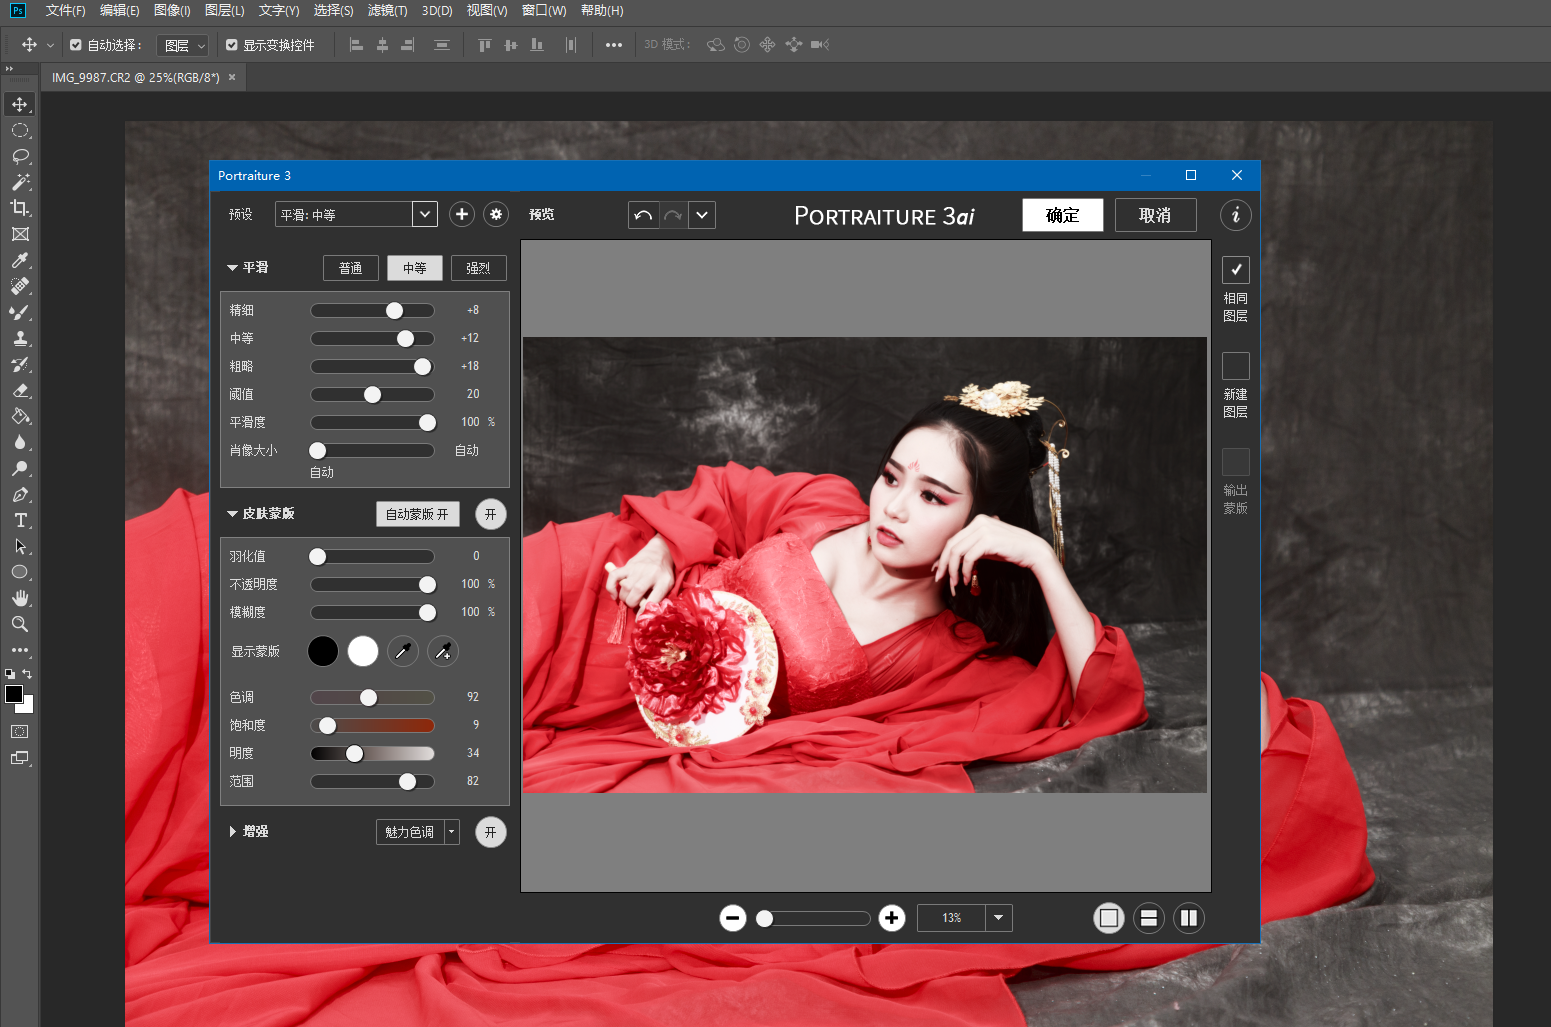 Ps 文件(F) 编辑(E) 图像(I) 图层(L) 文字(Y) 选择(S) 滤镜(T) 3D(D) 视图(V) 窗口(W) 帮助(H)
自动选择： 图层 显示变换控件 3D 模式：
IMG_9987.CR2 @ 25%(RGB/8*) ×
Portraiture 3
预设 平滑: 中等 预览 PORTRAITURE 3ai 确定 取消 i
平滑 普通 中等 强烈
精细 +8
中等 +12
粗略 +18
阈值 20
平滑度 100 %
肖像大小 自动
自动
皮肤蒙版 自动蒙版 开 开
羽化值 0
不透明度 100 %
模糊度 100 %
显示蒙版
色调 92
饱和度 9
明度 34
范围 82
增强 魅力色调 开
相同
图层
新建
图层
输出
蒙版
13%